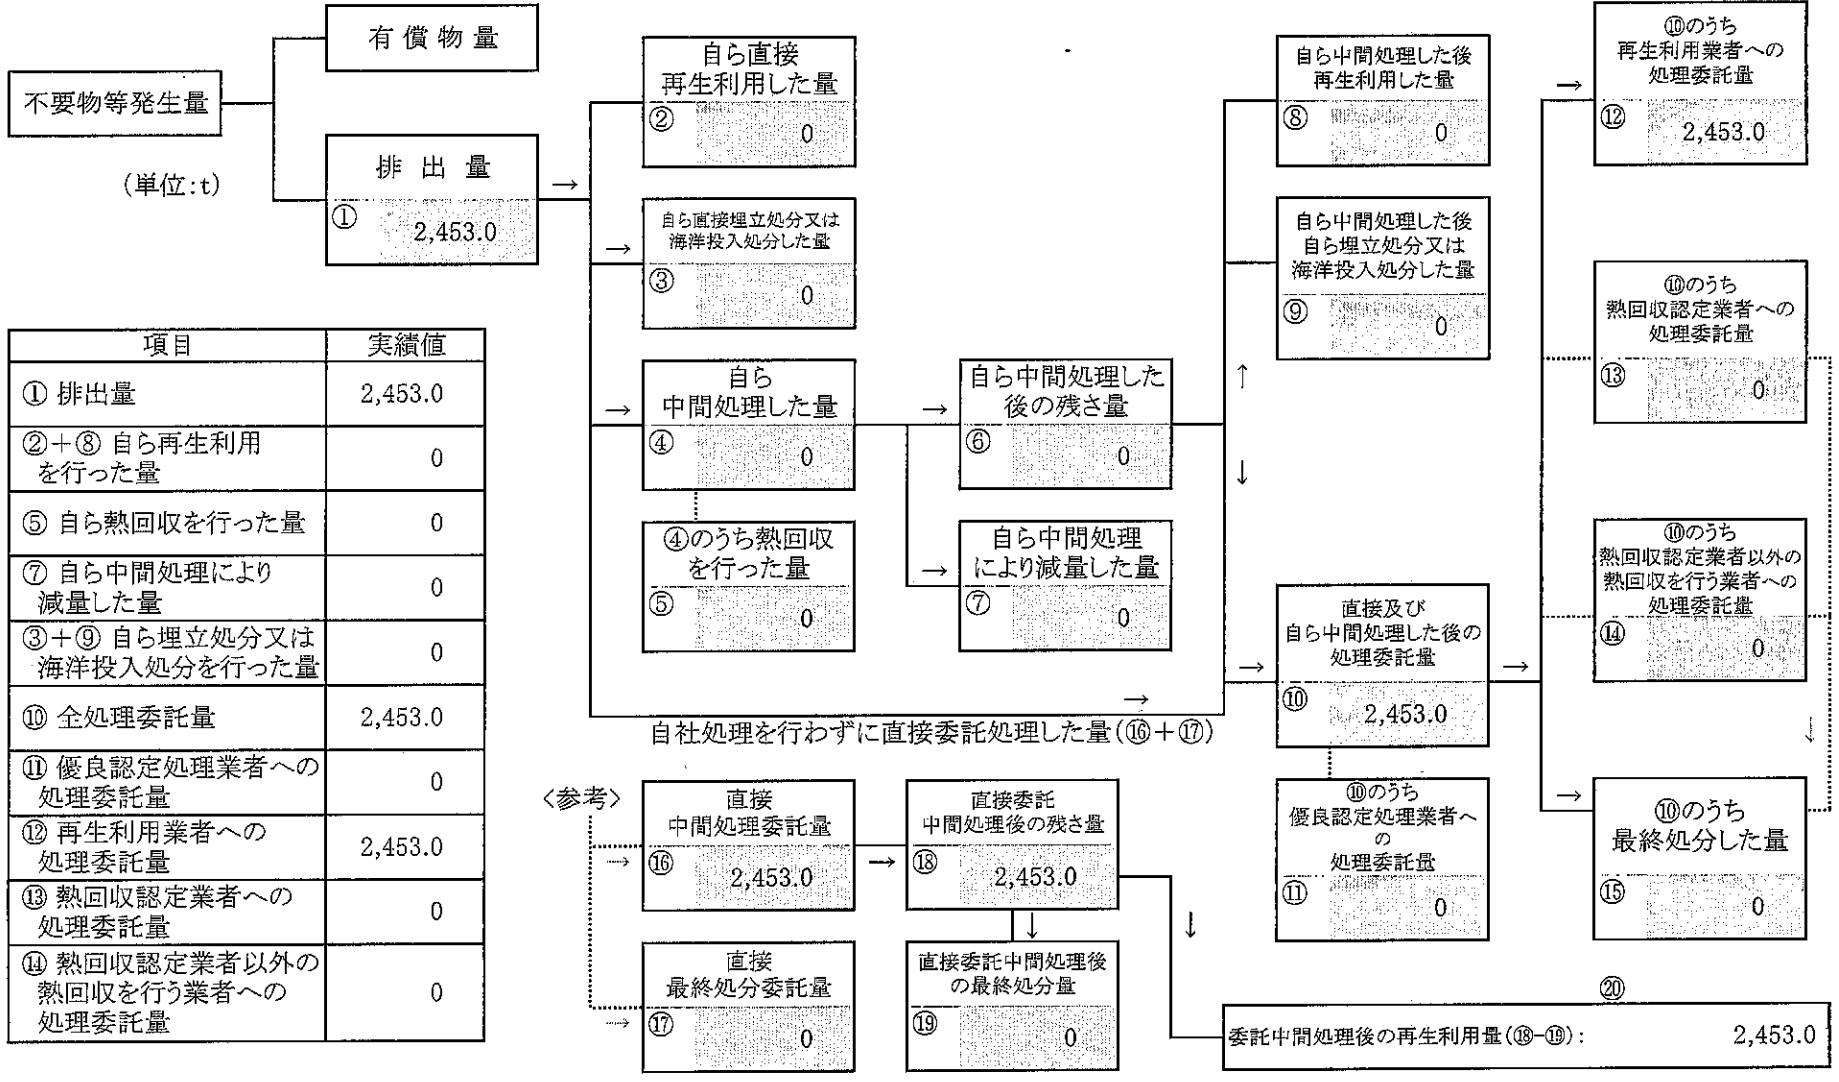 有償物量
不要物等発生量
(単位:t)
排出量
①
2,453.0
→
自ら直接
再生利用した量
②
0
→
自ら直接埋立処分又は
海洋投入処分した量
③
0
→
自ら
中間処理した量
④
0
④のうち熱回収
を行った量
⑤
0
→
自ら中間処理した
後の残さ量
⑥
0
→
自ら中間処理
により減量した量
⑦
0
↑
↓
自ら中間処理した後
再生利用した量
⑧
0
自ら中間処理した後
自ら埋立処分又は
海洋投入処分した量
⑨
0
→
自社処理を行わずに直接委託処理した量(⑯+⑰)
→
直接及び
自ら中間処理した後の
処理委託量
⑩
2,453.0
→
⑩のうち
優良認定処理業者へ
の
処理委託量
⑪
0
→
⑩のうち
再生利用業者への
処理委託量
⑫
2,453.0
⑩のうち
熱回収認定業者への
処理委託量
⑬
0
⑩のうち
熱回収認定業者以外の
熱回収を行う業者への
処理委託量
⑭
0
↓
→
⑩のうち
最終処分した量
⑮
0
項目 実績値
① 排出量 2,453.0
②+⑧ 自ら再生利用
を行った量 0
⑤ 自ら熱回収を行った量 0
⑦ 自ら中間処理により
減量した量 0
③+⑨ 自ら埋立処分又は
海洋投入処分を行った量 0
⑩ 全処理委託量 2,453.0
⑪ 優良認定処理業者への
処理委託量 0
⑫ 再生利用業者への
処理委託量 2,453.0
⑬ 熱回収認定業者への
処理委託量 0
⑭ 熱回収認定業者以外の
熱回収を行う業者への
処理委託量 0
<参考>
→
直接
中間処理委託量
⑯
2,453.0
→
直接委託
中間処理後の残さ量
⑱
2,453.0
→
直接
最終処分委託量
⑰
0
↓
直接委託中間処理後
の最終処分量
⑲
0
↓
⑳
委託中間処理後の再生利用量(⑱-⑲): 2,453.0